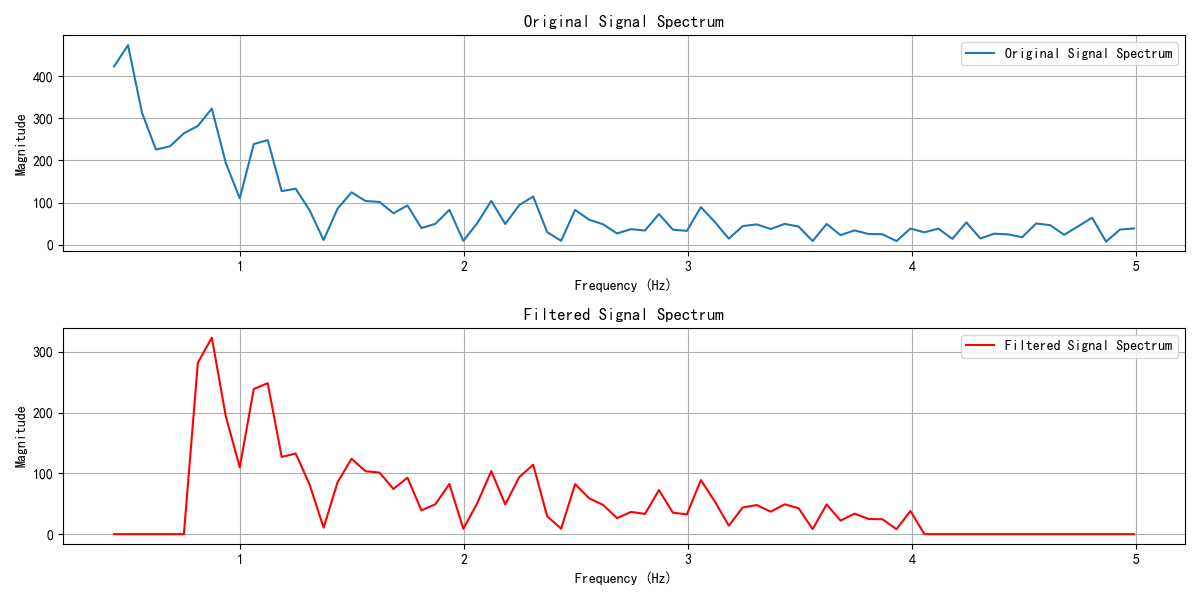 Original Signal Spectrum
Original Signal Spectrum
Magnitude
400
300
200
100
0
1 2 3 4 5
Frequency (Hz)
Filtered Signal Spectrum
Filtered Signal Spectrum
Magnitude
300
200
100
0
1 2 3 4 5
Frequency (Hz)